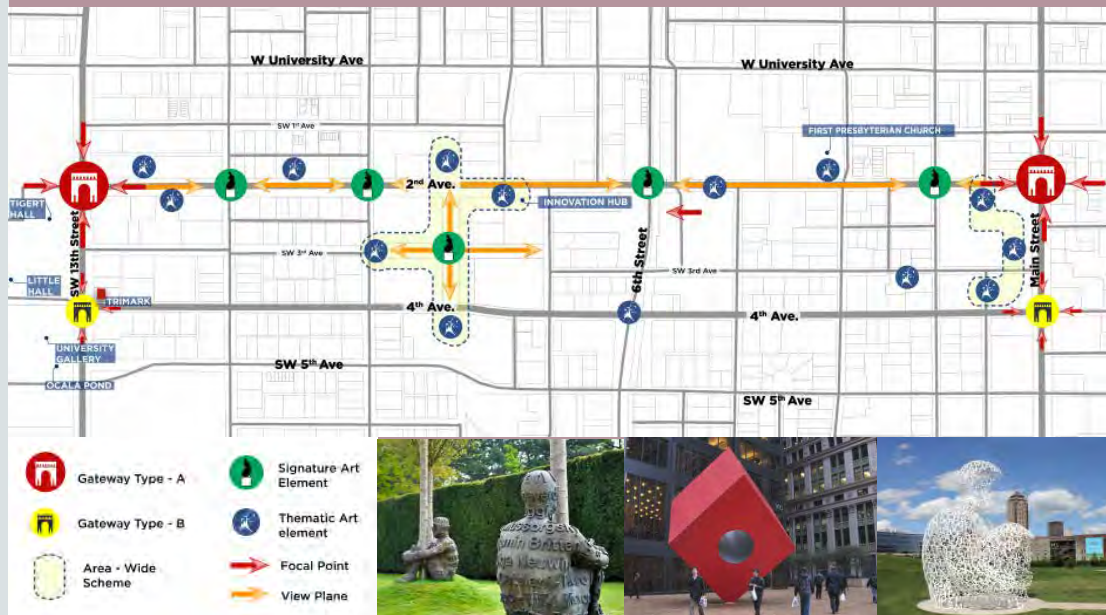 W University Ave
W University Ave
SW 1st Ave
FIRST PRESBYTERIAN CHURCH
2nd Ave.
INNOVATION HUB
TIGERT
HALL
SW 13th Street
SW 3rd Ave
6th Street
SW 3rd Ave
Main Street
LITTLE
HALL
TRIMARK
4th Ave.
4th Ave.
UNIVERSITY
GALLERY
SW 5th Ave
OCALA POND
SW 5th Ave
Gateway Type - A
Signature Art
Element
Gateway Type - B
Thematic Art
element
Area - Wide
Scheme
Focal Point
View Plane
Britten